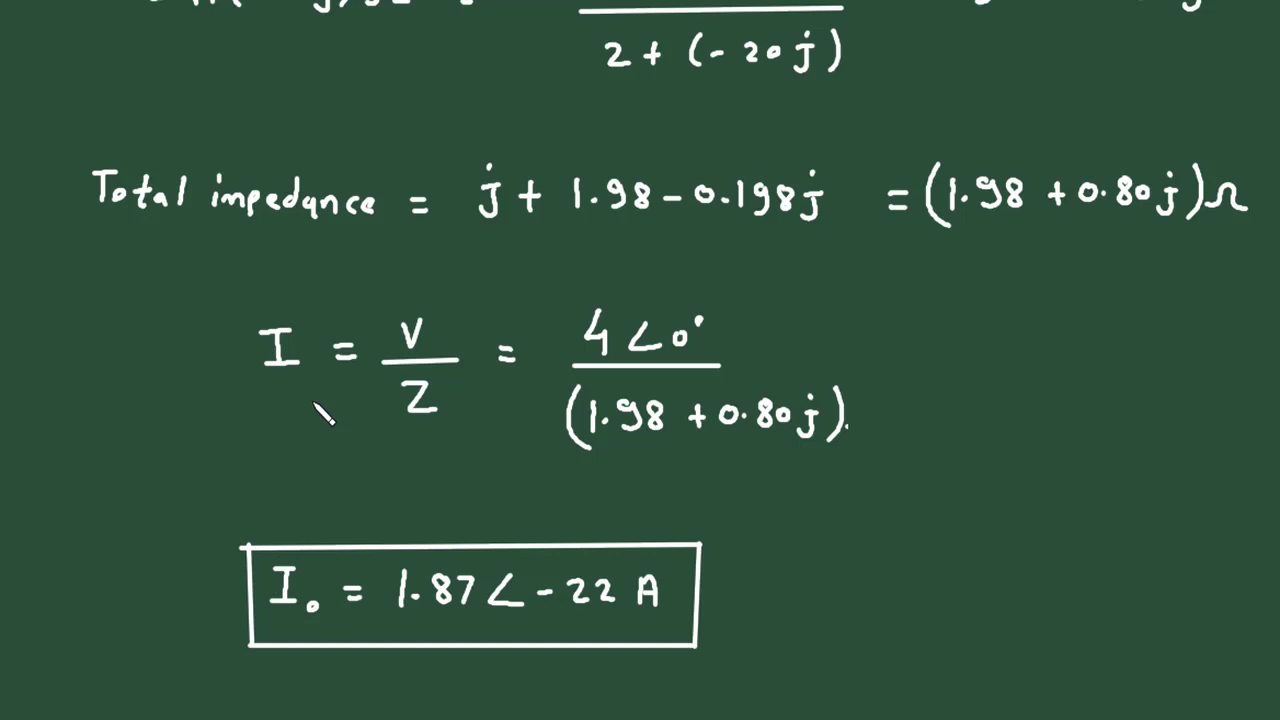 2 + (- 20j)
Total impedance = j + 1.98 - 0.198j = (1.98 + 0.80j)Ω
I = V / Z = 4∠0° / (1.98 + 0.80j).
I₀ = 1.87∠-22 A